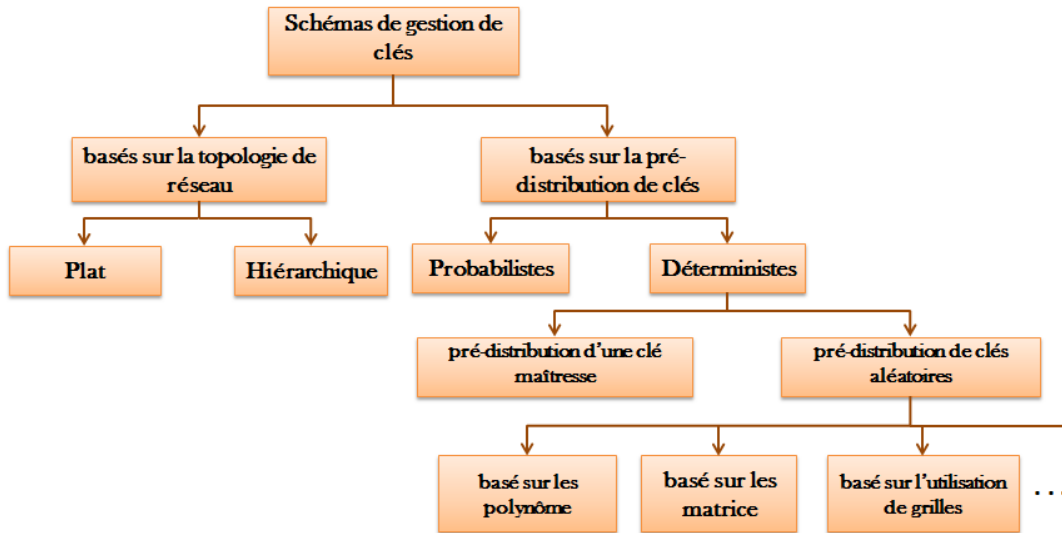 Schémas de gestion de
clés
basés sur la topologie de
réseau
basés sur la pré-
distribution de clés
Plat
Hiérarchique
Probabilistes
Déterministes
pré-distribution d'une clé
maîtresse
pré-distribution de clés
aléatoires
basé sur les
polynôme
basé sur les
matrice
basé sur l'utilisation
de grilles
. . .